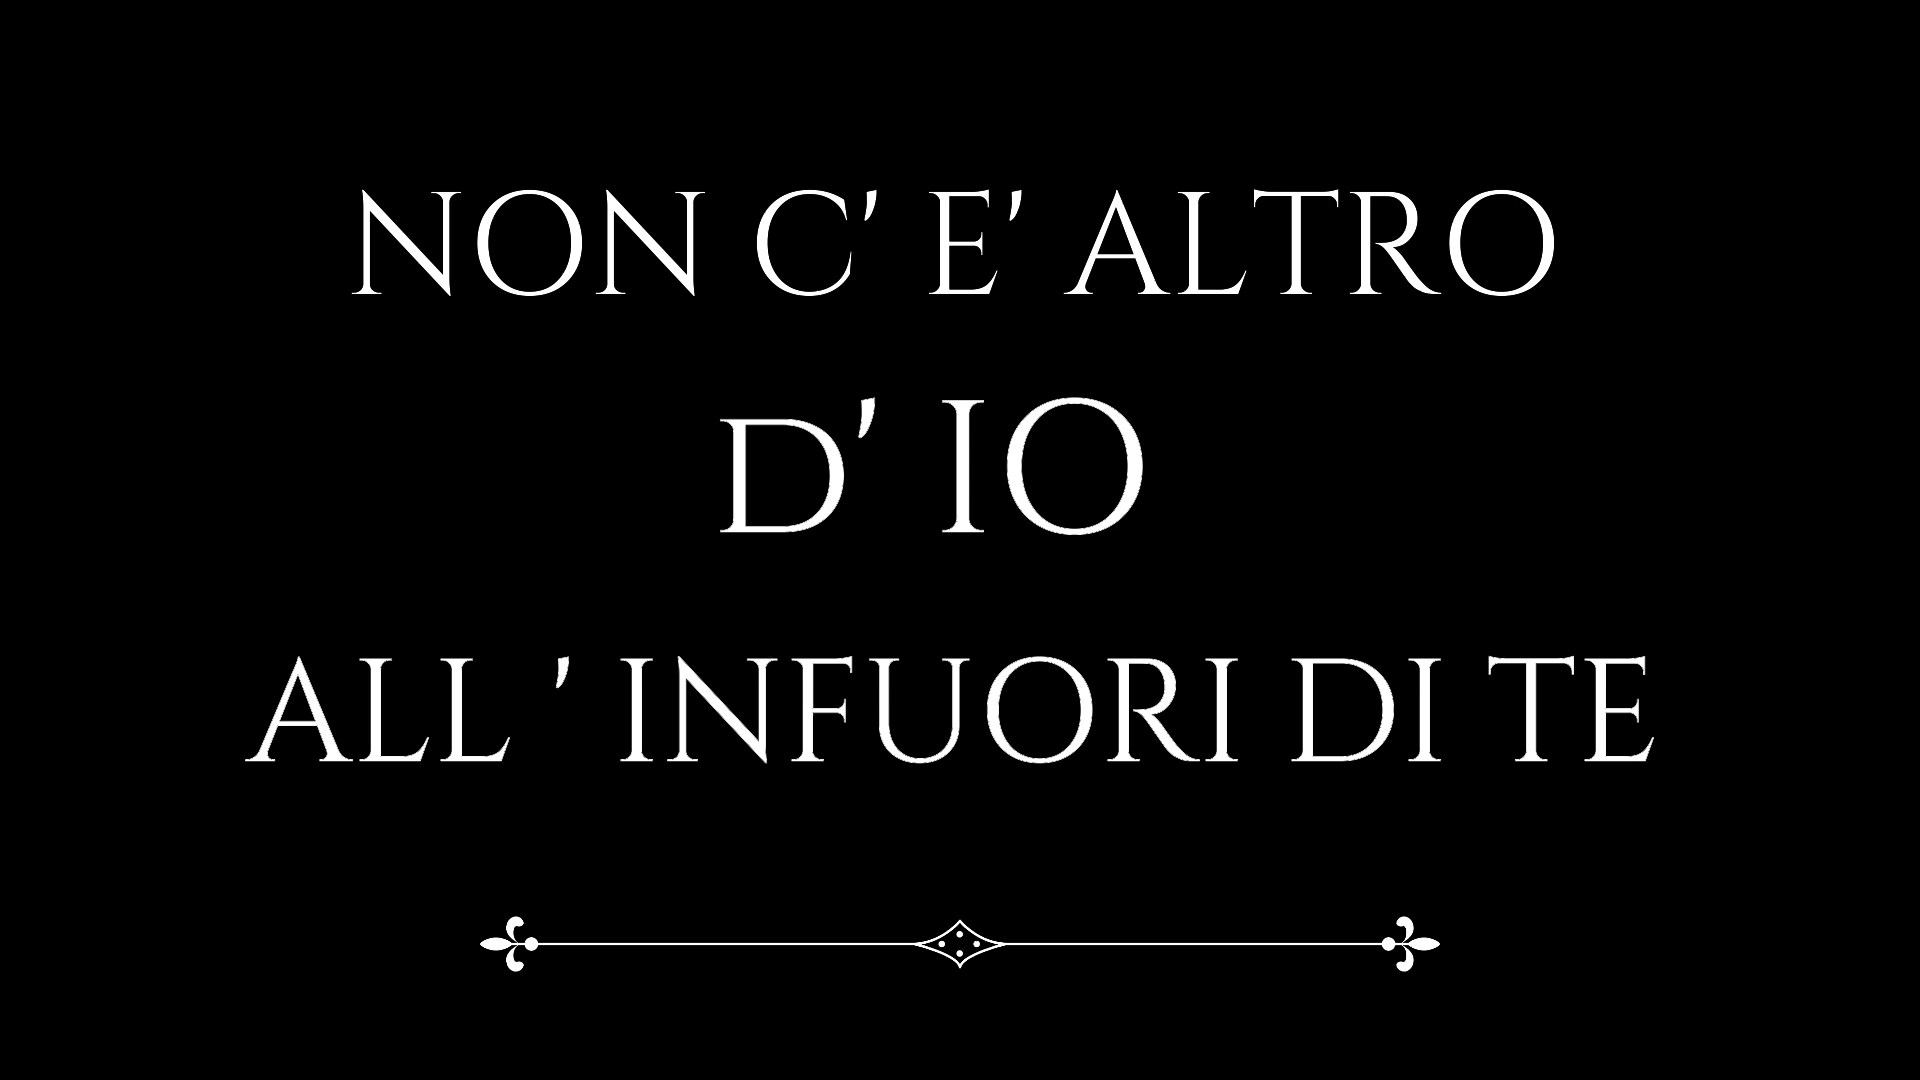 NON C' E' ALTRO
D' IO
ALL ' INFUORI DI TE